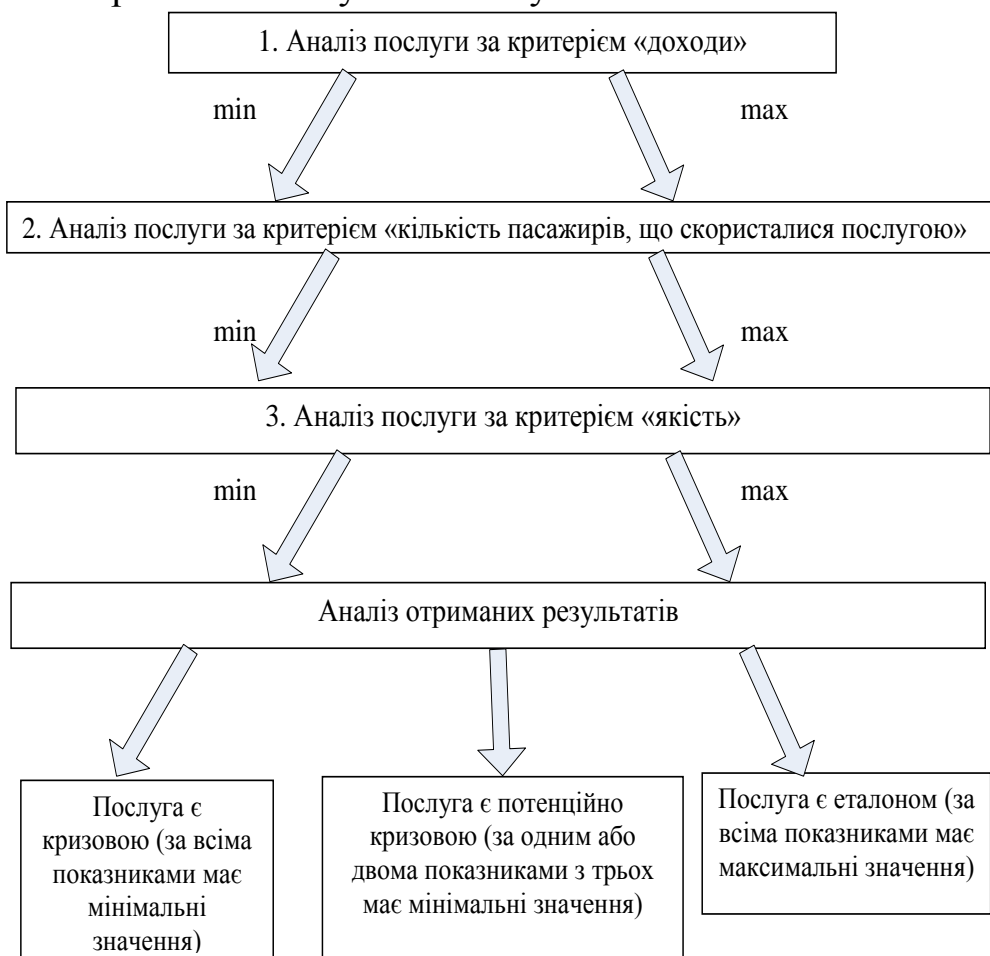 1. Аналіз послуги за критерієм «доходи»
min
max
2. Аналіз послуги за критерієм «кількість пасажирів, що скористалися послугою»
min
max
3. Аналіз послуги за критерієм «якість»
min
max
Аналіз отриманих результатів
Послуга є
кризовою (за всіма
показниками має
мінімальні
значення)
Послуга є потенційно
кризовою (за одним або
двома показниками з трьох
має мінімальні значення)
Послуга є еталоном (за
всіма показниками має
максимальні значення)